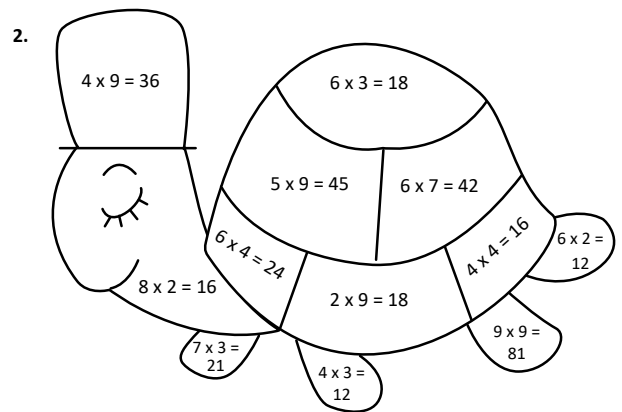 2.
4 x 9 = 36
6 x 3 = 18
5 x 9 = 45
6 x 7 = 42
6 x 4 = 24
4 x 4 = 16
6 x 2 =
12
8 x 2 = 16
2 x 9 = 18
9 x 9 =
81
7 x 3 =
21
4 x 3 =
12